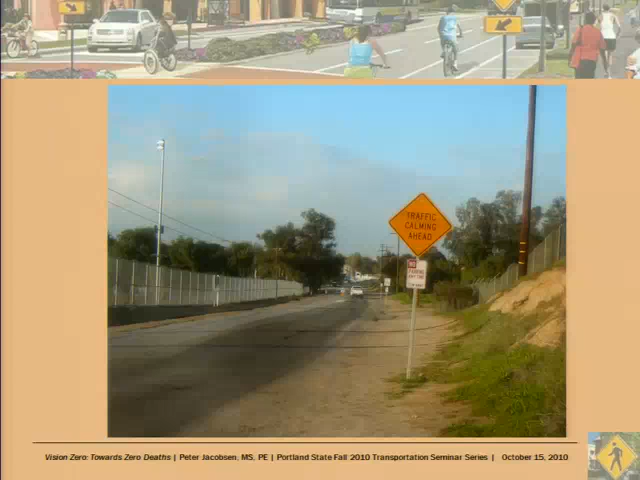 TRAFFIC
CALMING
AHEAD
NO
PARKING
ANY TIME
Vision Zero: Towards Zero Deaths | Peter Jacobsen, MS, PE | Portland State Fall 2010 Transportation Seminar Series | October 15, 2010